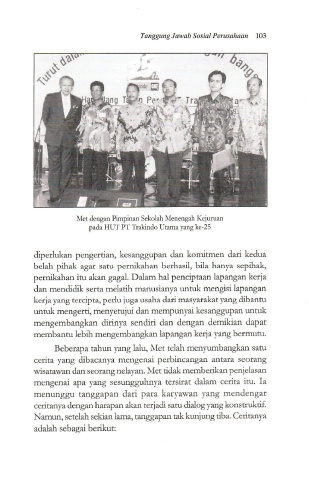 Tanggung Jawab Sosial Perusahaan 103
Turut dalam
bangs
Met dengan Pimpinan Sekolah Menengah Kejuruan
pada HUT PT Trakindo Utama yang ke-25
diperlukan pengertian, kesanggupan dan komitmen dari kedua
belah pihak agar satu pernikahan berhasil, bila hanya sepihak,
pernikahan itu akan gagal. Dalam hal penciptaan lapangan kerja
dan mendidik serta melatih manusianya untuk mengisi lapangan
kerja yang tercipta, perlu juga usaha dari masyarakat yang dibantu
untuk mengerti, menyetujui dan mempunyai kesanggupan untuk
mengembangkan dirinya sendiri dan dengan demikian dapat
membantu lebih mengembangkan lapangan kerja yang bermutu.
Beberapa tahun yang lalu, Met telah menyumbangkan satu
cerita yang dibacanya mengenai perbincangan antara seorang
wisatawan dan seorang nelayan. Met tidak memberikan penjelasan
mengenai apa yang sesungguhnya tersirat dalam cerita itu. Ia
menunggu tanggapan dari para karyawan yang mendengar
ceritanya dengan harapan akan terjadi satu dialog yang konstruktif.
Namun, setelah sekian lama, tanggapan tak kunjung tiba. Ceritanya
adalah sebagai berikut: